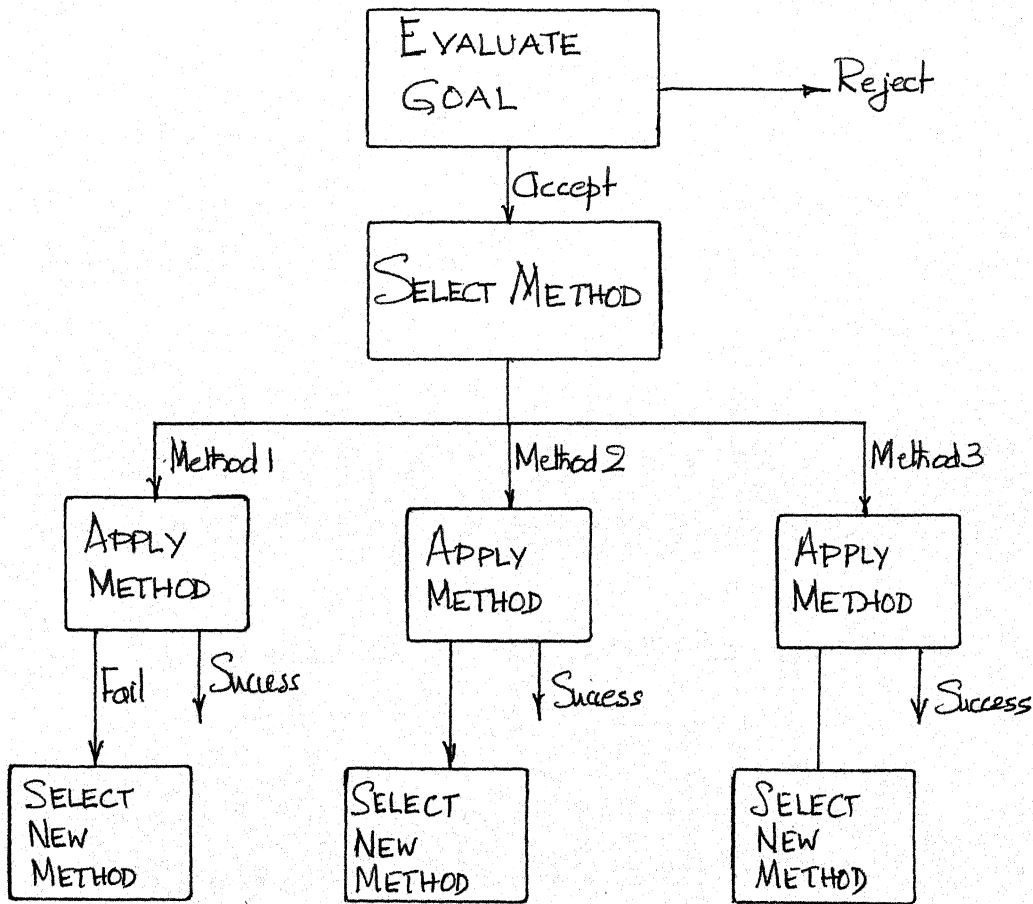 EVALUATE
GOAL
Reject
Accept
SELECT METHOD
Method 1
Method 2
Method 3
APPLY
METHOD
APPLY
METHOD
APPLY
METHOD
Fail
Success
Success
Success
SELECT
NEW
METHOD
SELECT
NEW
METHOD
SELECT
NEW
METHOD